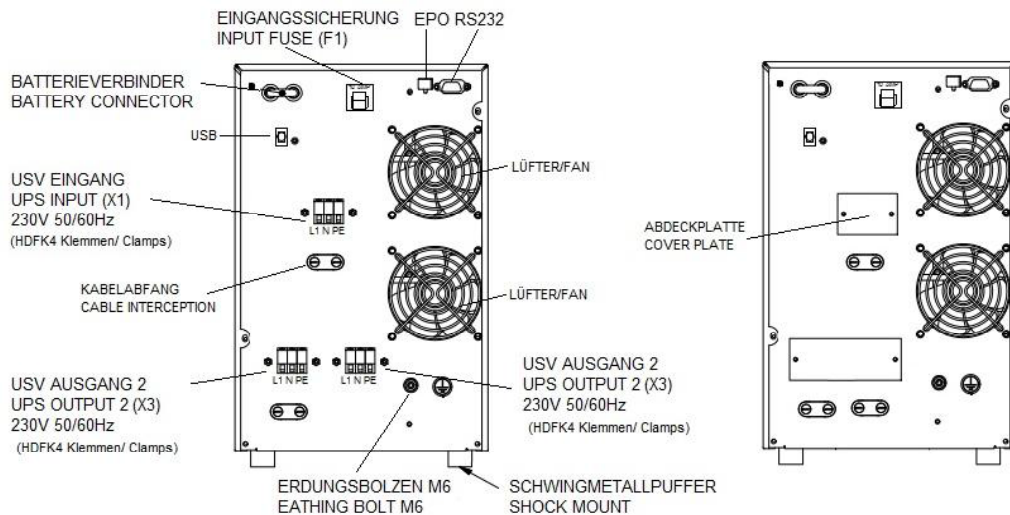 EINGANGSSICHERUNG
INPUT FUSE (F1)
EPO RS232
BATTERIEVERBINDER
BATTERY CONNECTOR
USB
LÜFTER/FAN
USV EINGANG
UPS INPUT (X1)
230V 50/60Hz
(HDFK4 Klemmen/ Clamps)
L1 N PE
KABELABFANG
CABLE INTERCEPTION
LÜFTER/FAN
USV AUSGANG 2
UPS OUTPUT 2 (X3)
230V 50/60Hz
(HDFK4 Klemmen/ Clamps)
L1 N PE
L1 N PE
USV AUSGANG 2
UPS OUTPUT 2 (X3)
230V 50/60Hz
(HDFK4 Klemmen/ Clamps)
ERDUNGSBOLZEN M6
EATHING BOLT M6
SCHWINGMETALLPUFFER
SHOCK MOUNT
ABDECKPLATTE
COVER PLATE